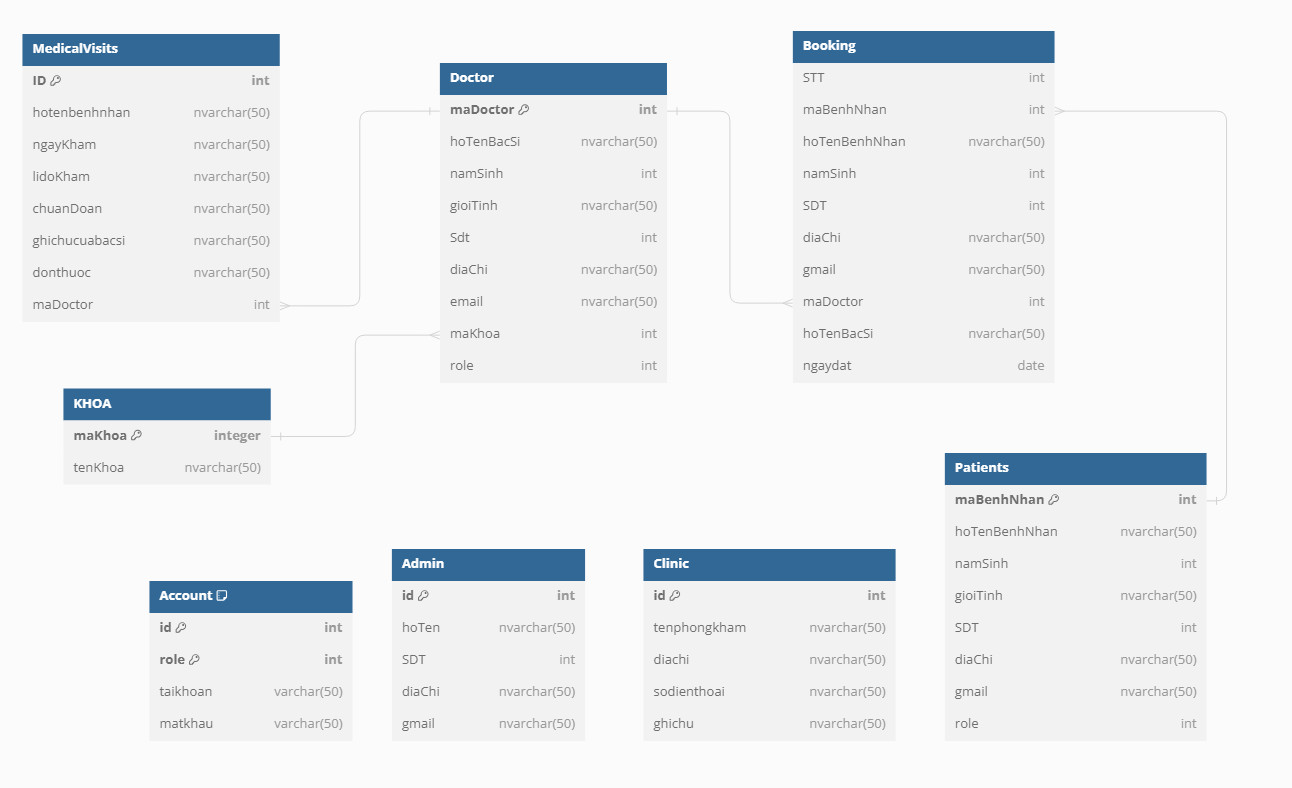 MedicalVisits
ID int
hotenbenhnhan nvarchar(50)
ngayKham nvarchar(50)
lidoKham nvarchar(50)
chuanDoan nvarchar(50)
ghichucuabacsi nvarchar(50)
donthuoc nvarchar(50)
maDoctor int
Doctor
maDoctor int
hoTenBacSi nvarchar(50)
namSinh int
gioiTinh nvarchar(50)
Sdt int
diaChi nvarchar(50)
email nvarchar(50)
maKhoa int
role int
Booking
STT int
maBenhNhan int
hoTenBenhNhan nvarchar(50)
namSinh int
SDT int
diaChi nvarchar(50)
gmail nvarchar(50)
maDoctor int
hoTenBacSi nvarchar(50)
ngaydat date
KHOA
maKhoa integer
tenKhoa nvarchar(50)
Account
id int
role int
taikhoan varchar(50)
matkhau varchar(50)
Admin
id int
hoTen nvarchar(50)
SDT int
diaChi nvarchar(50)
gmail nvarchar(50)
Clinic
id int
tenphongkham nvarchar(50)
diachi nvarchar(50)
sodienthoai nvarchar(50)
ghichu nvarchar(50)
Patients
maBenhNhan int
hoTenBenhNhan nvarchar(50)
namSinh int
gioiTinh nvarchar(50)
SDT int
diaChi nvarchar(50)
gmail nvarchar(50)
role int